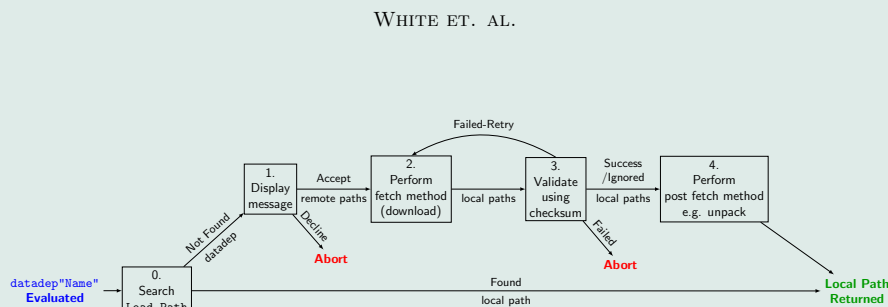 WHITE ET. AL.
Failed-Retry
1.
Display
message
Accept
remote paths
2.
Perform
fetch method
(download)
local paths
3.
Validate
using
checksum
Success
/Ignored
local paths
4.
Perform
post fetch method
e.g. unpack
Not Found
datadep
Decline
Abort
Failed
Abort
datadep"Name"
Evaluated
0.
Search
Load Path
Found
local path
Local Path
Returned